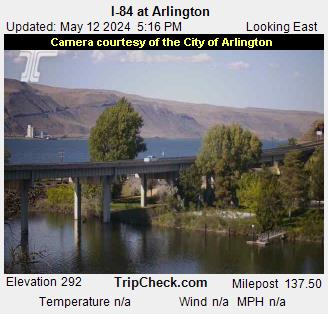 I-84 at Arlington
Updated: May 12 2024 5:16 PM Looking East
Camera courtesy of the City of Arlington
Elevation 292 TripCheck.com Milepost 137.50
Temperature n/a Wind n/a MPH n/a